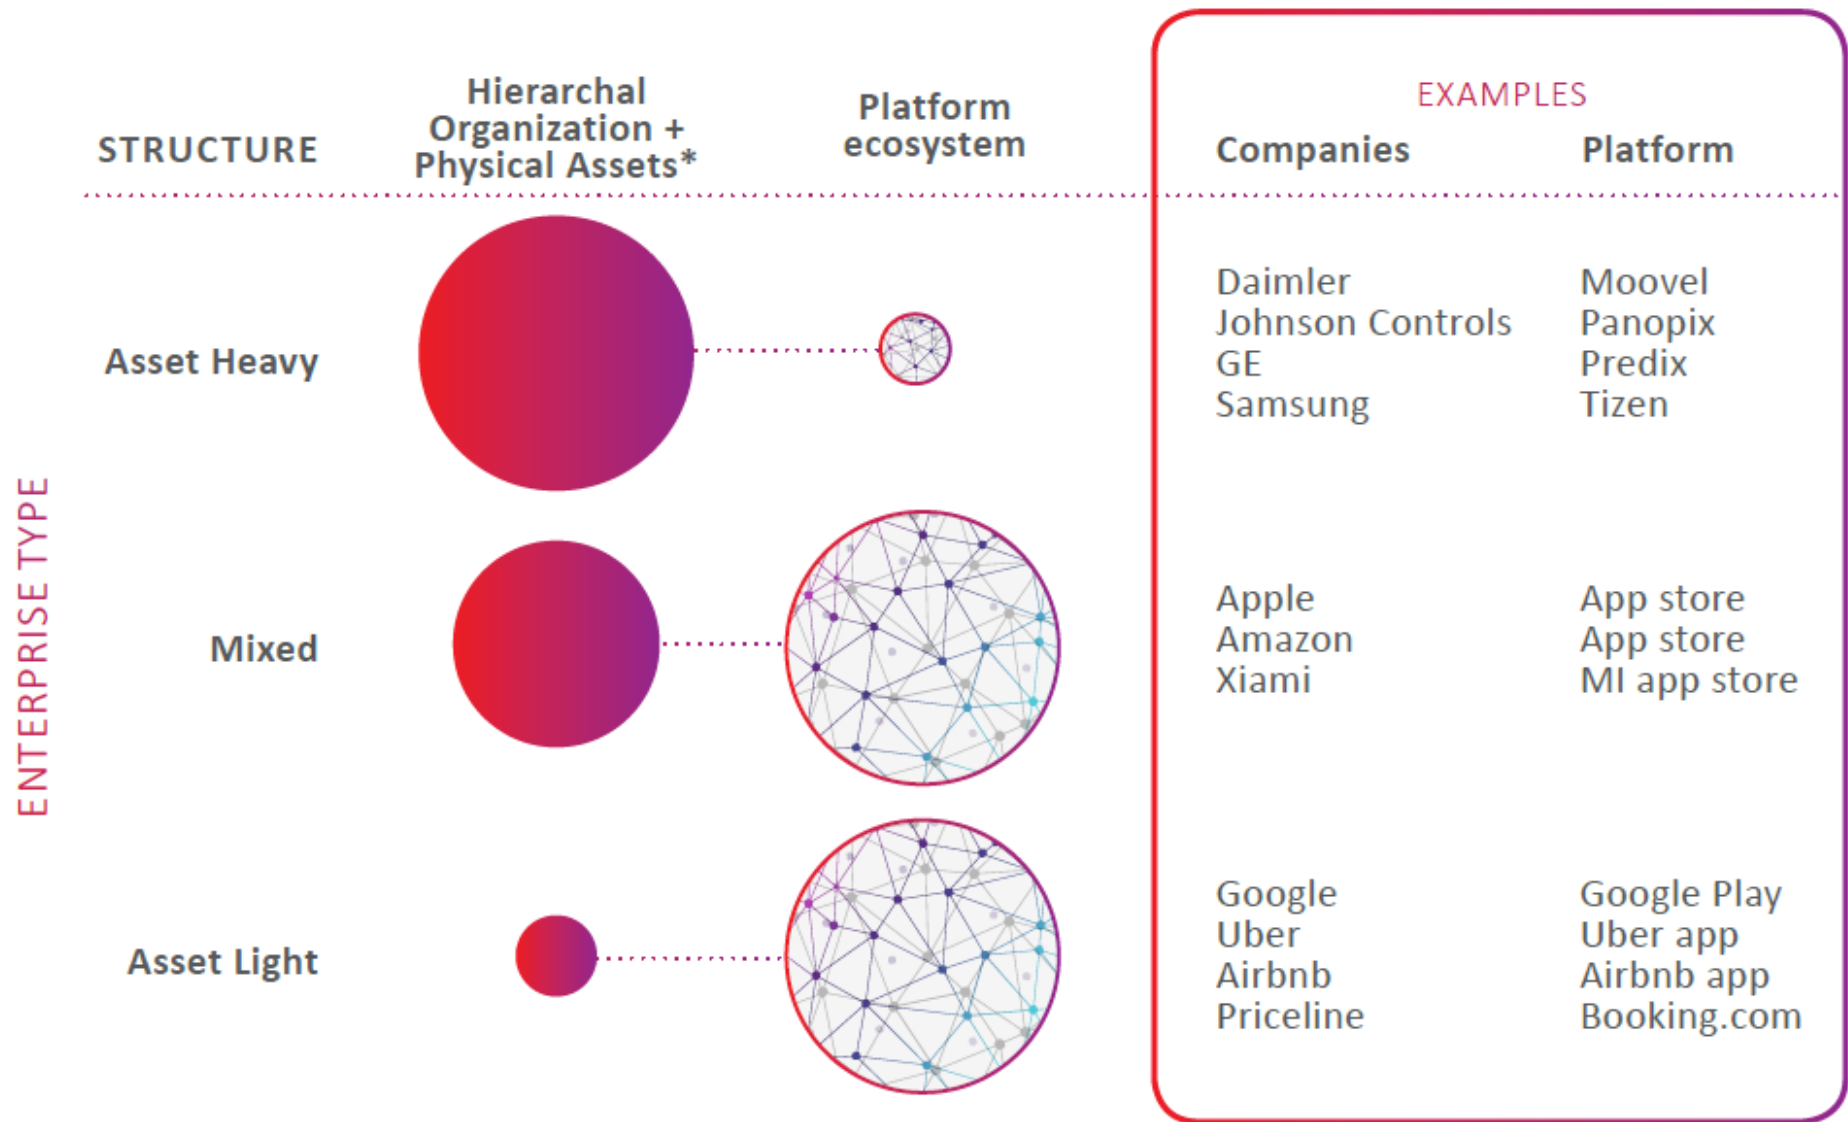 EXAMPLES
STRUCTURE
Hierarchal
Organization +
Physical Assets*
Platform
ecosystem
Companies
Platform
ENTERPRISE TYPE
Asset Heavy
Daimler
Moovel
Johnson Controls
Panopix
GE
Predix
Samsung
Tizen
Mixed
Apple
App store
Amazon
App store
Xiami
MI app store
Asset Light
Google
Google Play
Uber
Uber app
Airbnb
Airbnb app
Priceline
Booking.com